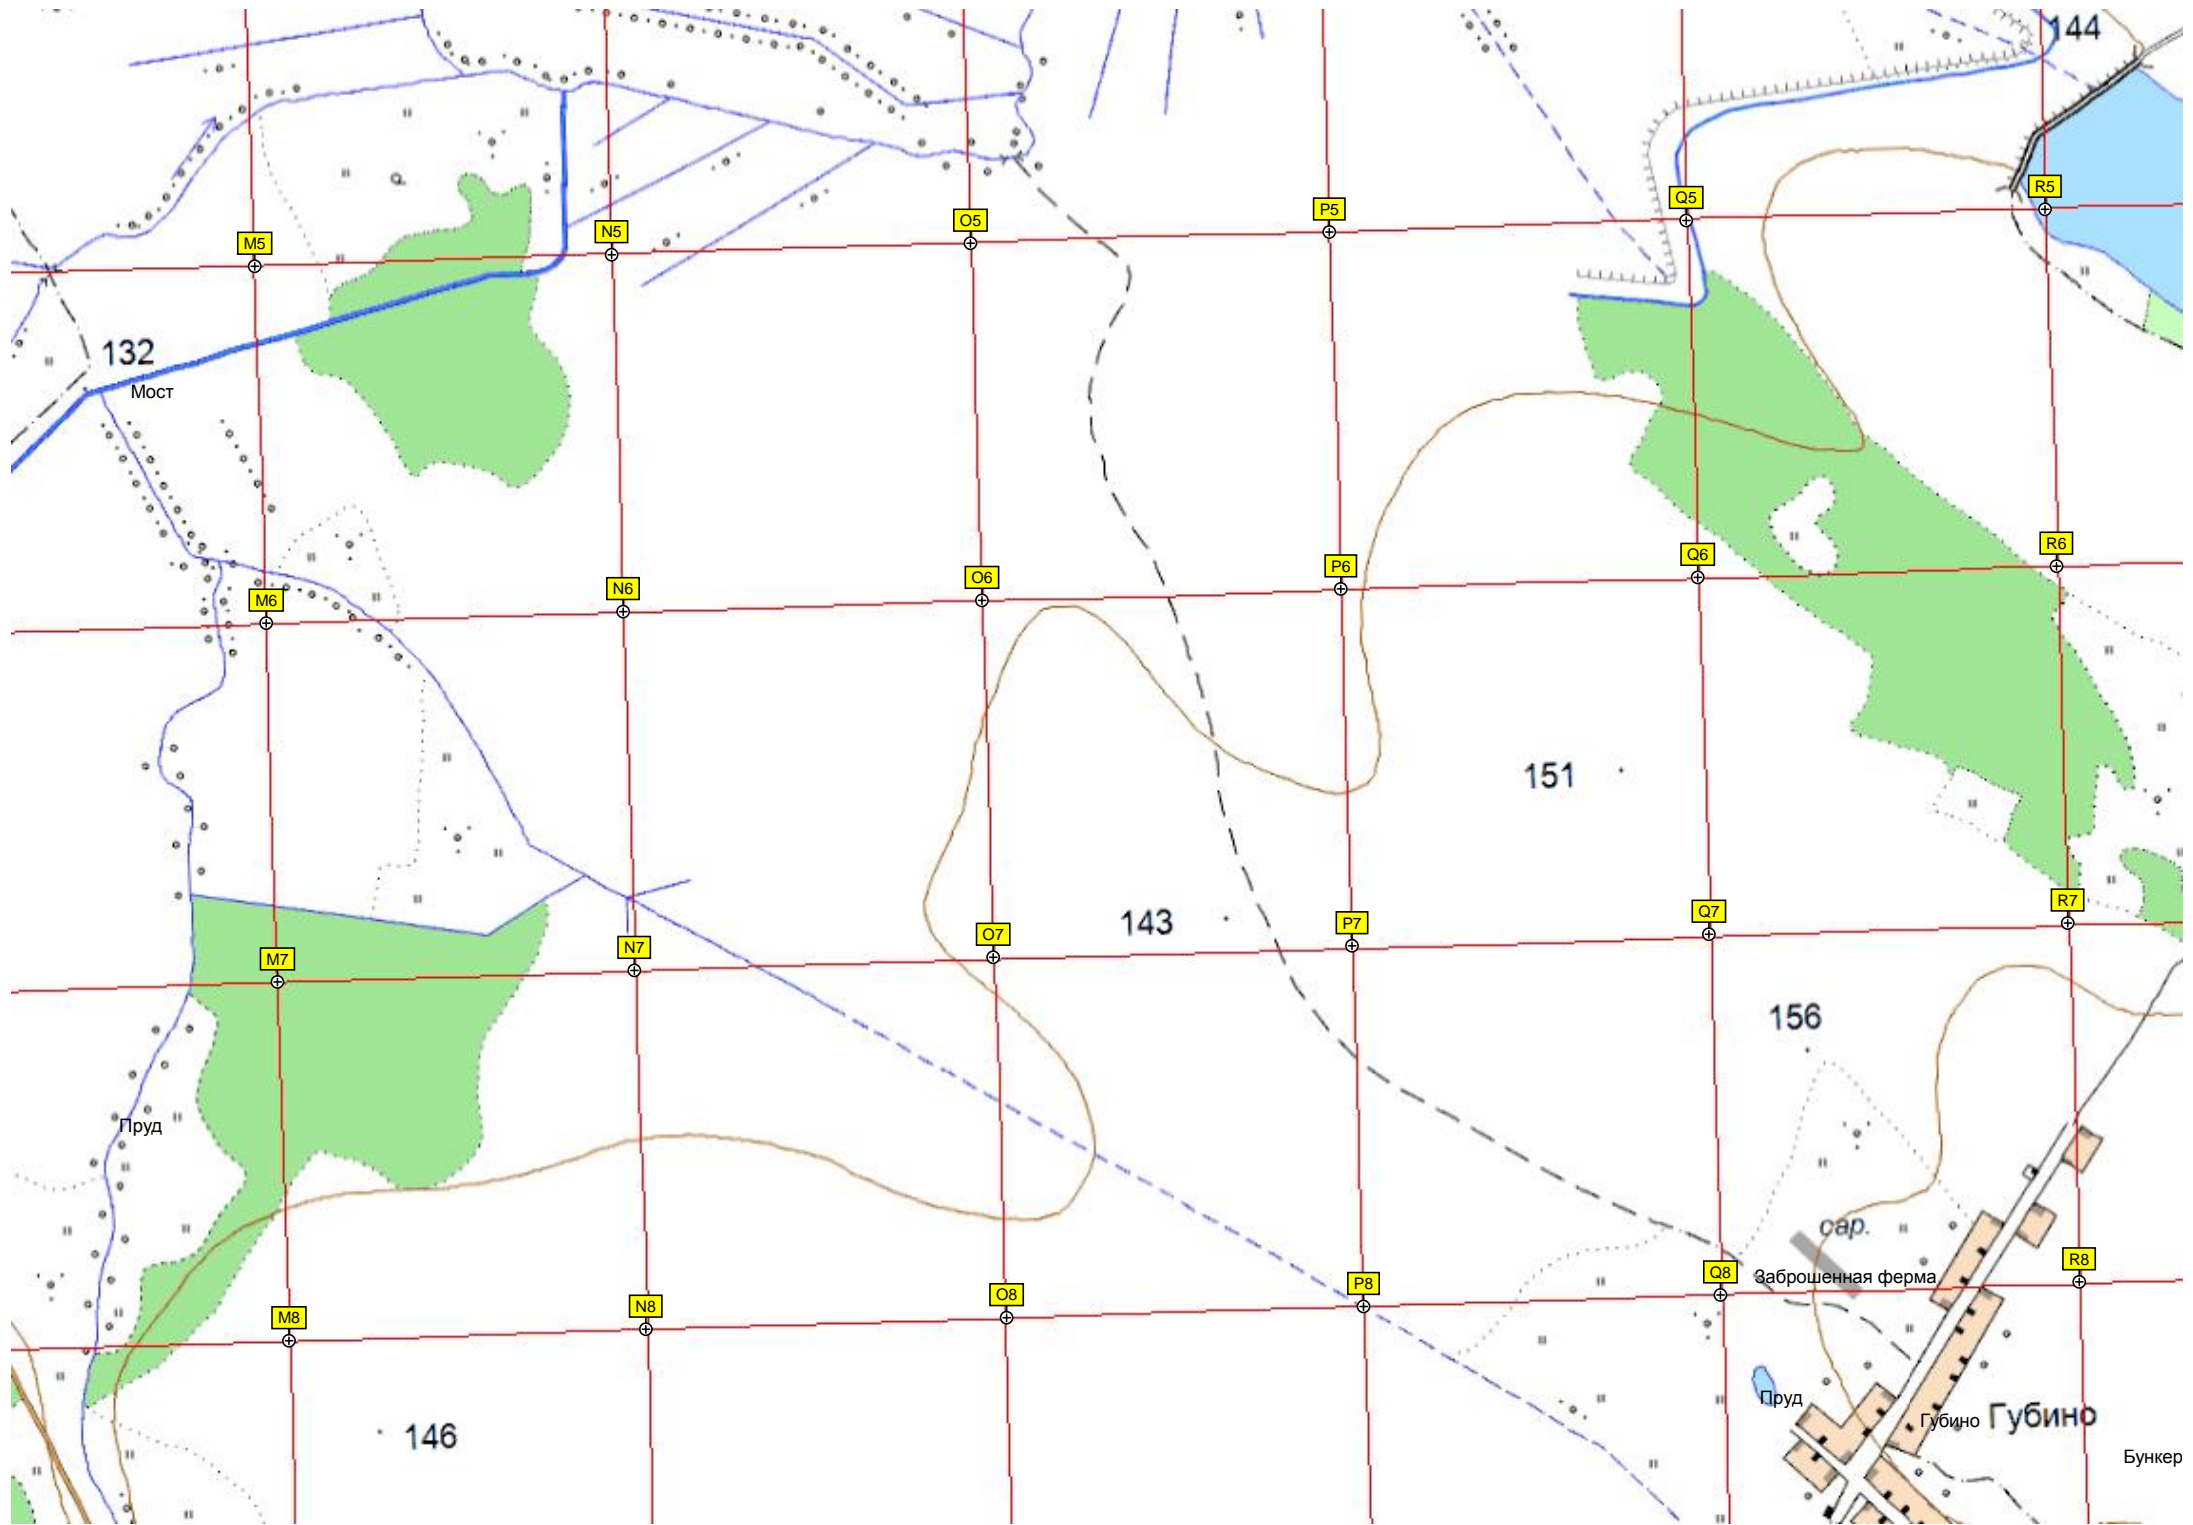 144
R5
Q5
P5
O5
N5
M5
132
Мост
R6
Q6
P6
O6
N6
M6
151
143
R7
Q7
P7
O7
N7
M7
156
Пруд
сар.
R8
Q8
Заброшенная ферма
P8
O8
N8
M8
Пруд
Губино
Губино
146
Бункер